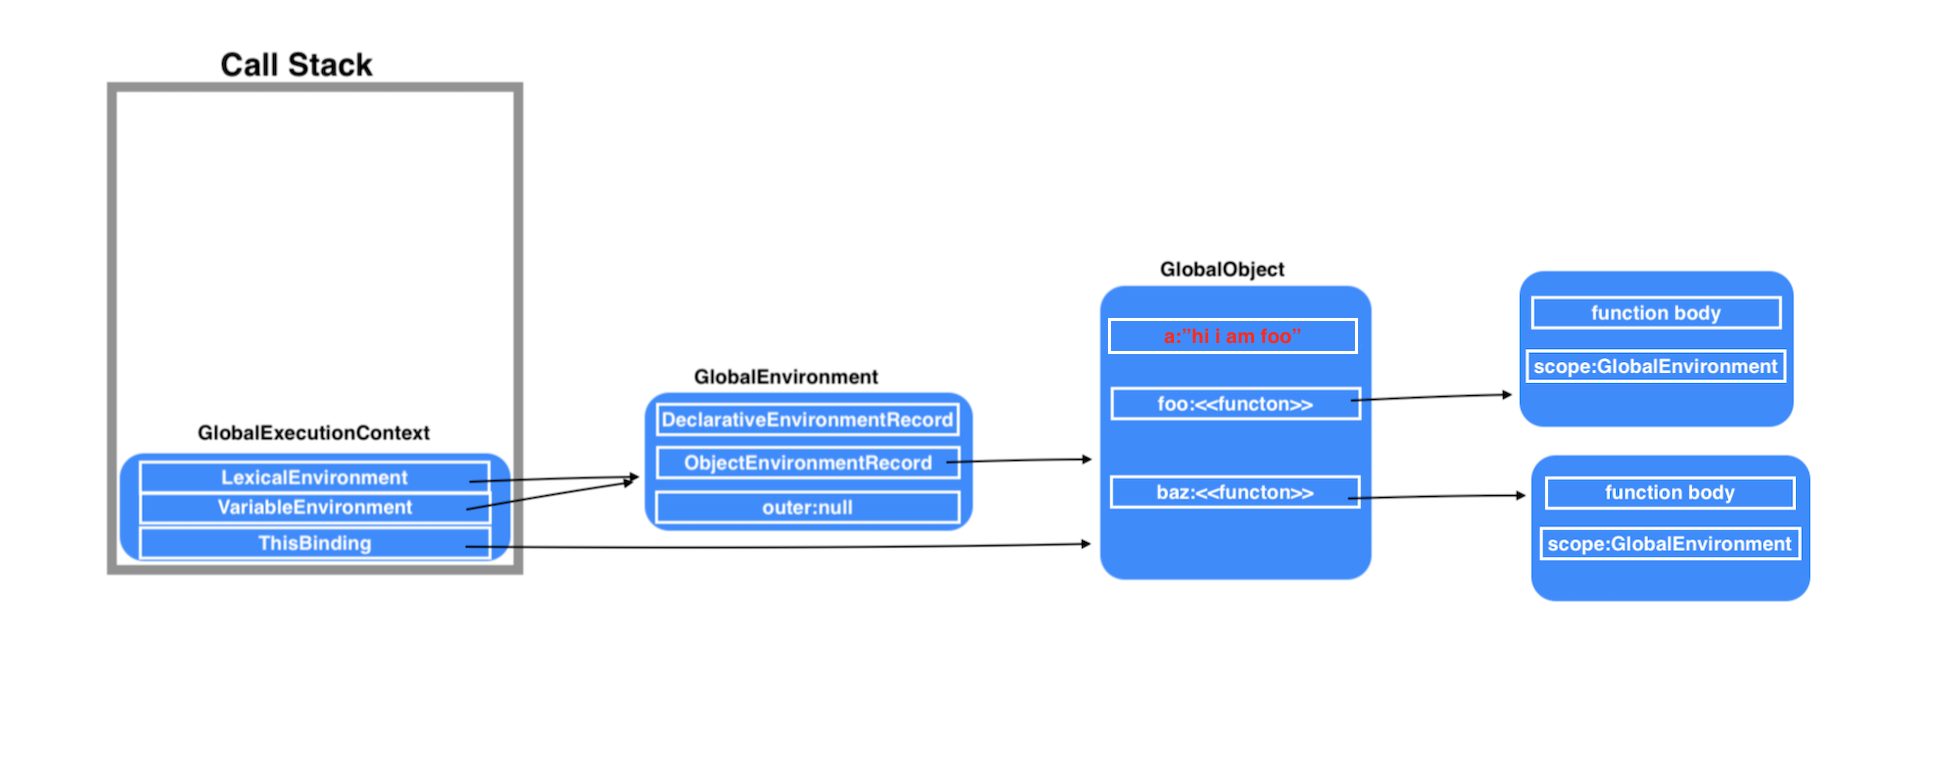 Call Stack
GlobalExecutionContext
LexicalEnvironment
VariableEnvironment
ThisBinding
GlobalEnvironment
DeclarativeEnvironmentRecord
ObjectEnvironmentRecord
outer:null
GlobalObject
a:"hi i am foo"
foo:<<functon>>
baz:<<functon>>
function body
scope:GlobalEnvironment
function body
scope:GlobalEnvironment